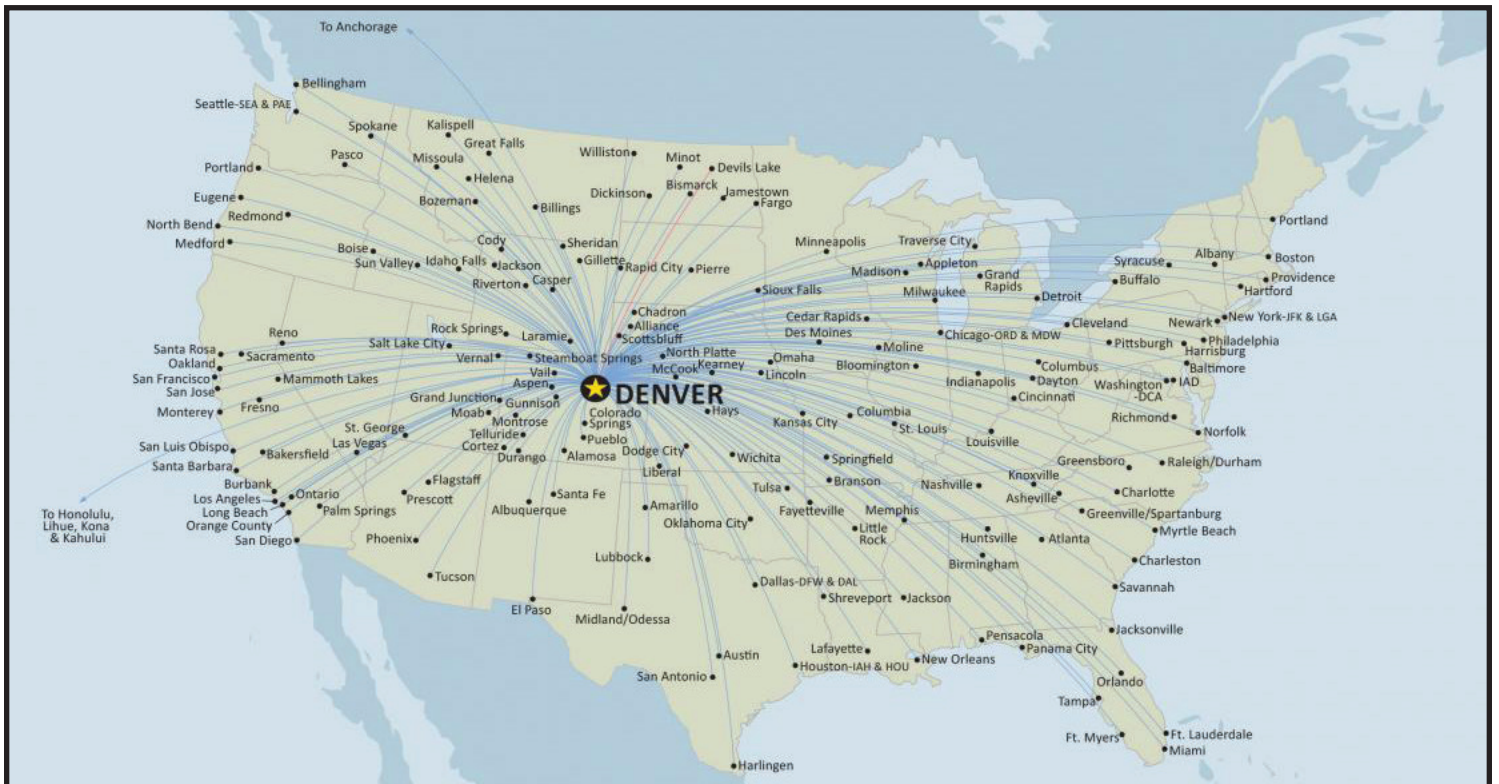 To Anchorage
Bellingham
Seattle-SEA & PAE
Spokane
Kalispell
Great Falls
Williston
Minot
Devils Lake
Portland
Pasco
Missoula
Helena
Dickinson
Bismarck
Jamestown
Fargo
Eugene
Redmond
Bozeman
Billings
North Bend
Medford
Boise
Sun Valley
Idaho Falls
Cody
Jackson
Sheridan
Gillette
Rapid City
Pierre
Minneapolis
Traverse City
Portland
Riverton
Casper
Madison
Appleton
Grand
Rapids
Syracuse
Albany
Boston
Buffalo
Providence
Hartford
Sioux Falls
Milwaukee
Detroit
Chadron
Alliance
Scottsbluff
Cedar Rapids
Des Moines
Chicago-ORD & MDW
Cleveland
Newark
New York-JFK & LGA
Reno
Rock Springs
Laramie
Salt Lake City
Vernal
Steamboat Springs
North Platte
Kearney
McCook
Omaha
Lincoln
Moline
Bloomington
Pittsburgh
Philadelphia
Harrisburg
Baltimore
Santa Rosa
Oakland
Sacramento
San Francisco
San Jose
Mammoth Lakes
Vail
Aspen
DENVER
Indianapolis
Columbus
Dayton
Cincinnati
Washington
-DCA
IAD
Monterey
Fresno
Grand Junction
Gunnison
Moab
Montrose
Colorado
Springs
Hays
Kansas City
Columbia
St. Louis
Louisville
Richmond
Norfolk
San Luis Obispo
Bakersfield
St. George
Las Vegas
Telluride
Cortez
Durango
Pueblo
Alamosa
Dodge City
Liberal
Wichita
Springfield
Branson
Knoxville
Greensboro
Raleigh/Durham
Santa Barbara
Burbank
Los Angeles
Long Beach
Orange County
Ontario
Palm Springs
San Diego
Flagstaff
Prescott
Albuquerque
Santa Fe
Amarillo
Oklahoma City
Tulsa
Fayetteville
Memphis
Nashville
Asheville
Charlotte
Greenville/Spartanburg
Myrtle Beach
To Honolulu,
Lihue, Kona
& Kahului
Phoenix
Lubbock
Little
Rock
Huntsville
Birmingham
Atlanta
Charleston
Tucson
El Paso
Midland/Odessa
Dallas-DFW & DAL
Shreveport
Jackson
Savannah
Austin
San Antonio
Lafayette
Houston-IAH & HOU
New Orleans
Pensacola
Panama City
Jacksonville
Orlando
Tampa
Ft. Myers
Ft. Lauderdale
Miami
Harlingen